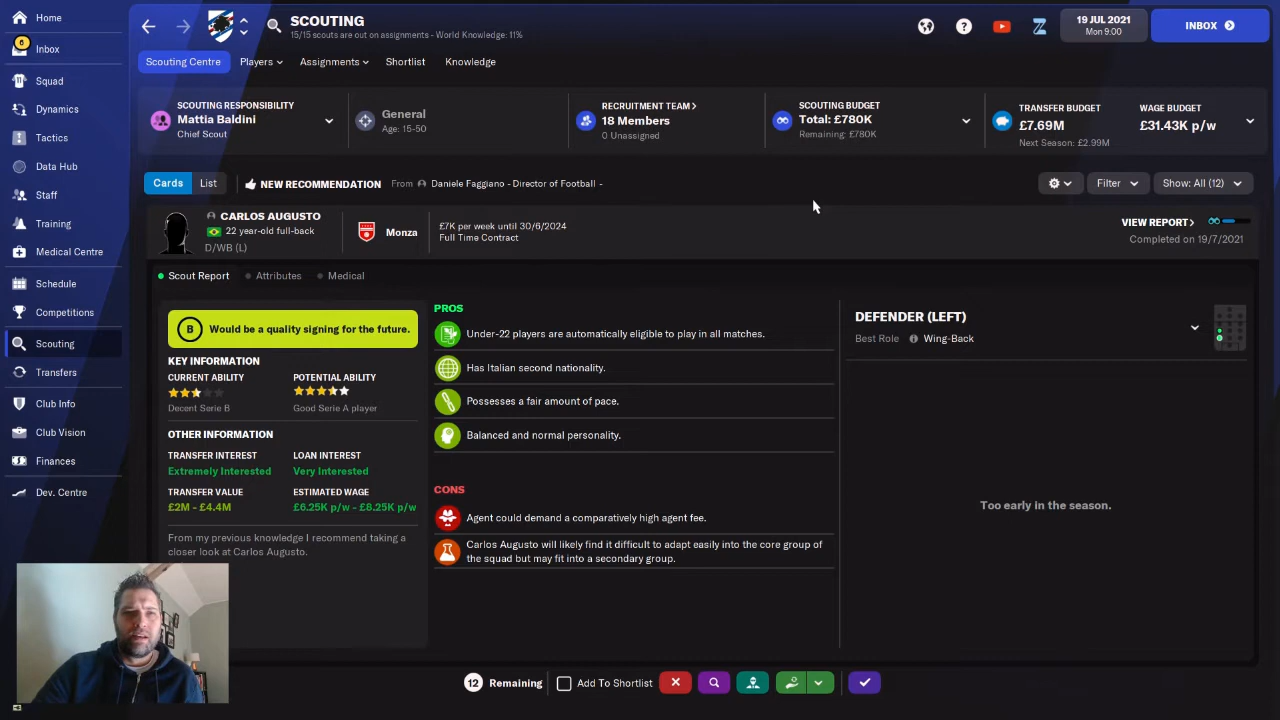 Home
6
Inbox
Squad
Dynamics
Tactics
Data Hub
Staff
Training
Medical Centre
Schedule
Competitions
Scouting
Transfers
Club Info
Club Vision
Finances
Dev. Centre
SCOUTING
15/15 scouts are out on assignments - World Knowledge: 11%
?
19 JUL 2021
Mon 9:00
INBOX
Scouting Centre
Players
Assignments
Shortlist
Knowledge
SCOUTING RESPONSIBILITY
Mattia Baldini
Chief Scout
General
Age: 15-50
RECRUITMENT TEAM>
18 Members
0 Unassigned
SCOUTING BUDGET
Total: £780K
Remaining: £780K
TRANSFER BUDGET
£7.69M
Next Season: £2.99M
WAGE BUDGET
£31.43K p/w
Cards
List
NEW RECOMMENDATION From Daniele Faggiano - Director of Football -
Filter
Show: All (12)
CARLOS AUGUSTO
22 year-old full-back
D/WB (L)
Monza
£7K per week until 30/6/2024
Full Time Contract
VIEW REPORT>
Completed on 19/7/2021
Scout Report
Attributes
Medical
B Would be a quality signing for the future.
KEY INFORMATION
CURRENT ABILITY
Decent Serie B
POTENTIAL ABILITY
Good Serie A player
OTHER INFORMATION
TRANSFER INTEREST
Extremely Interested
LOAN INTEREST
Very Interested
TRANSFER VALUE
£2M - £4.4M
ESTIMATED WAGE
£6.25K p/w - £8.25K p/w
From my previous knowledge I recommend taking a
closer look at Carlos Augusto.
PROS
Under-22 players are automatically eligible to play in all matches.
Has Italian second nationality.
Possesses a fair amount of pace.
Balanced and normal personality.
CONS
Agent could demand a comparatively high agent fee.
Carlos Augusto will likely find it difficult to adapt easily into the core group of
the squad but may fit into a secondary group.
DEFENDER (LEFT)
Best Role Wing-Back
Too early in the season.
12 Remaining
Add To Shortlist